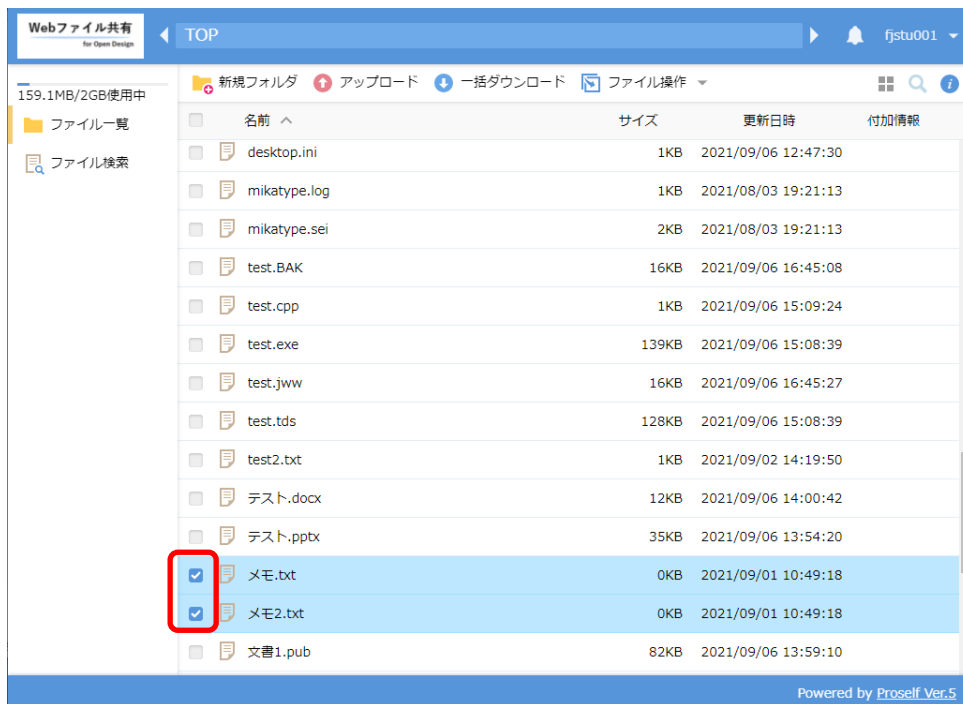 Webファイル共有
for Open Design
TOP
fjstu001
159.1MB/2GB使用中
ファイル一覧
ファイル検索
新規フォルダ アップロード 一括ダウンロード ファイル操作
名前 サイズ 更新日時 付加情報
desktop.ini 1KB 2021/09/06 12:47:30
mikatype.log 1KB 2021/08/03 19:21:13
mikatype.sei 2KB 2021/08/03 19:21:13
test.BAK 16KB 2021/09/06 16:45:08
test.cpp 1KB 2021/09/06 15:09:24
test.exe 139KB 2021/09/06 15:08:39
test.jww 16KB 2021/09/06 16:45:27
test.tds 128KB 2021/09/06 15:08:39
test2.txt 1KB 2021/09/02 14:19:50
テスト.docx 12KB 2021/09/06 14:00:42
テスト.pptx 35KB 2021/09/06 13:54:20
メモ.txt 0KB 2021/09/01 10:49:18
メモ2.txt 0KB 2021/09/01 10:49:18
文書1.pub 82KB 2021/09/06 13:59:10
Powered by Proself Ver.5